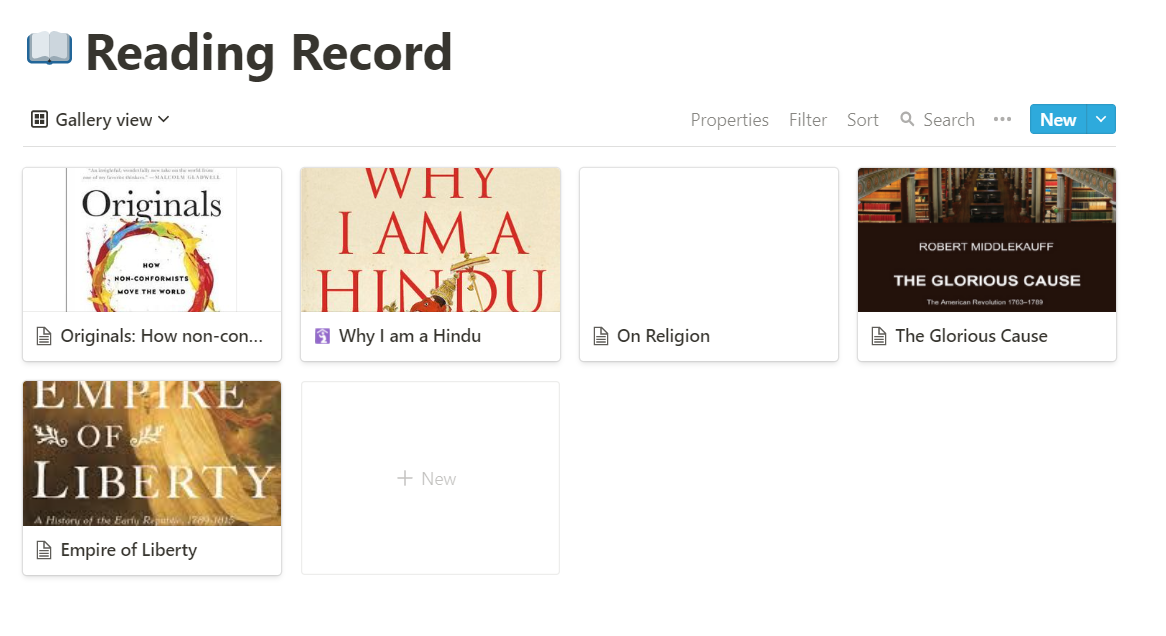 Reading Record
Gallery view
Properties Filter Sort Search ••• New
"An insightful, wonderfully new take on the world from
one of my favorite thinkers." —MALCOLM GLADWELL
Originals
HOW
NON-CONFORMISTS
MOVE THE WORLD
WHY
I AM A
HINDU
ROBERT MIDDLEKAUFF
THE GLORIOUS CAUSE
The American Revolution 1763–1789
Originals: How non-con...
Why I am a Hindu
On Religion
The Glorious Cause
EMPIRE
OF
LIBERTY
A History of the Early Republic, 1789-1815
+ New
Empire of Liberty